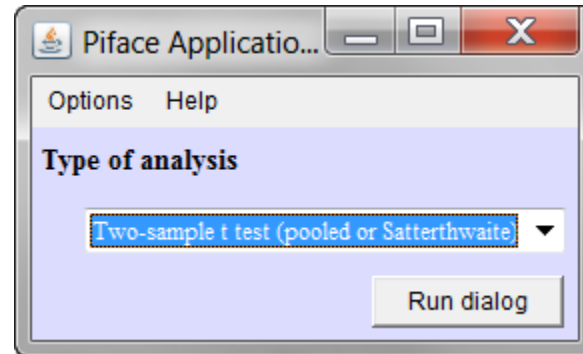 Piface Applicatio...
Options Help
Type of analysis
Two-sample t test (pooled or Satterthwaite)
Run dialog